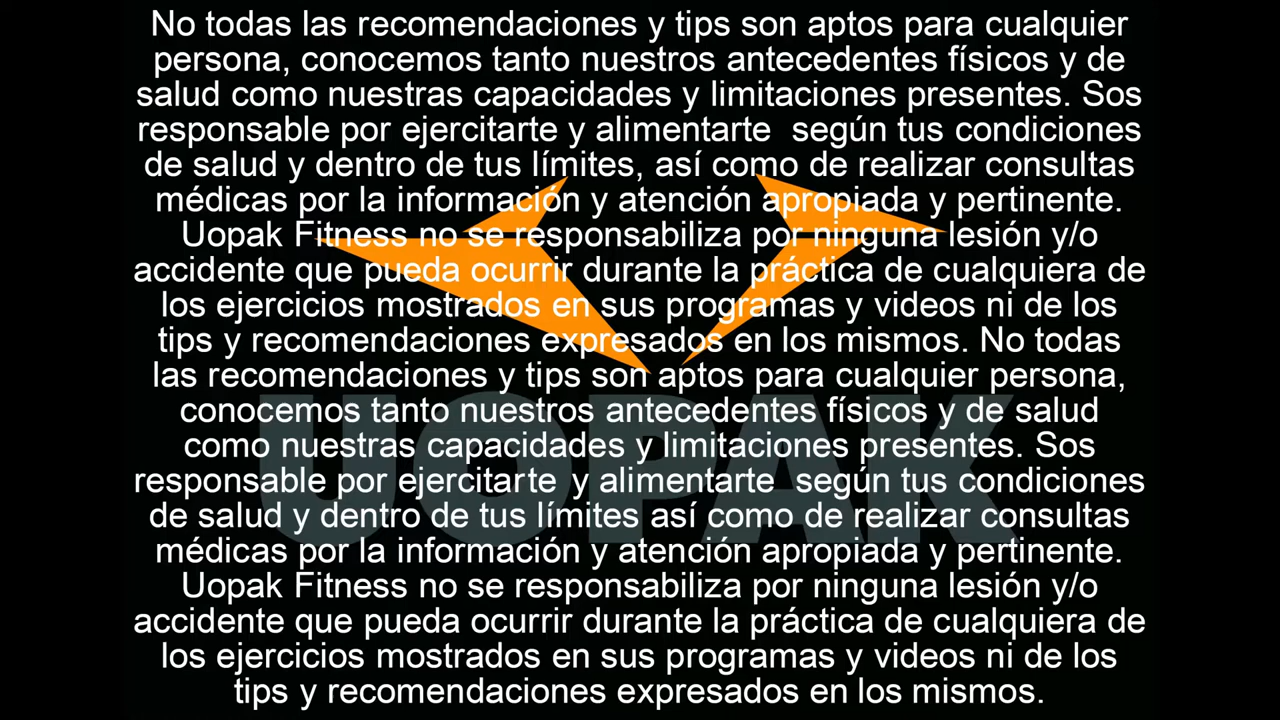 No todas las recomendaciones y tips son aptos para cualquier
persona, conocemos tanto nuestros antecedentes físicos y de
salud como nuestras capacidades y limitaciones presentes. Sos
responsable por ejercitarte y alimentarte  según tus condiciones
de salud y dentro de tus límites, así como de realizar consultas
médicas por la información y atención apropiada y pertinente.
Uopak Fitness no se responsabiliza por ninguna lesión y/o
accidente que pueda ocurrir durante la práctica de cualquiera de
los ejercicios mostrados en sus programas y videos ni de los
tips y recomendaciones expresados en los mismos. No todas
las recomendaciones y tips son aptos para cualquier persona,
conocemos tanto nuestros antecedentes físicos y de salud
como nuestras capacidades y limitaciones presentes. Sos
responsable por ejercitarte y alimentarte  según tus condiciones
de salud y dentro de tus límites así como de realizar consultas
médicas por la información y atención apropiada y pertinente.
Uopak Fitness no se responsabiliza por ninguna lesión y/o
accidente que pueda ocurrir durante la práctica de cualquiera de
los ejercicios mostrados en sus programas y videos ni de los
tips y recomendaciones expresados en los mismos.
UOPAK